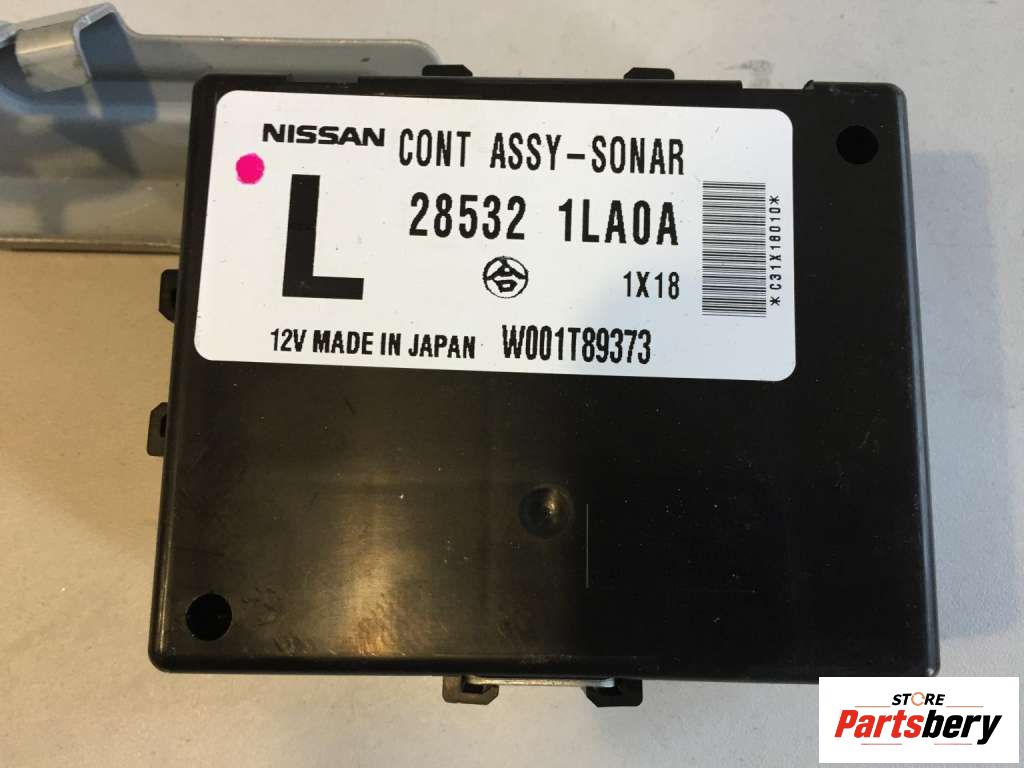 NISSAN CONT ASSY-SONAR
L
28532 1LA0A
1X18
*C31X18010*
12V MADE IN JAPAN W001T89373
STORE
Partsbery